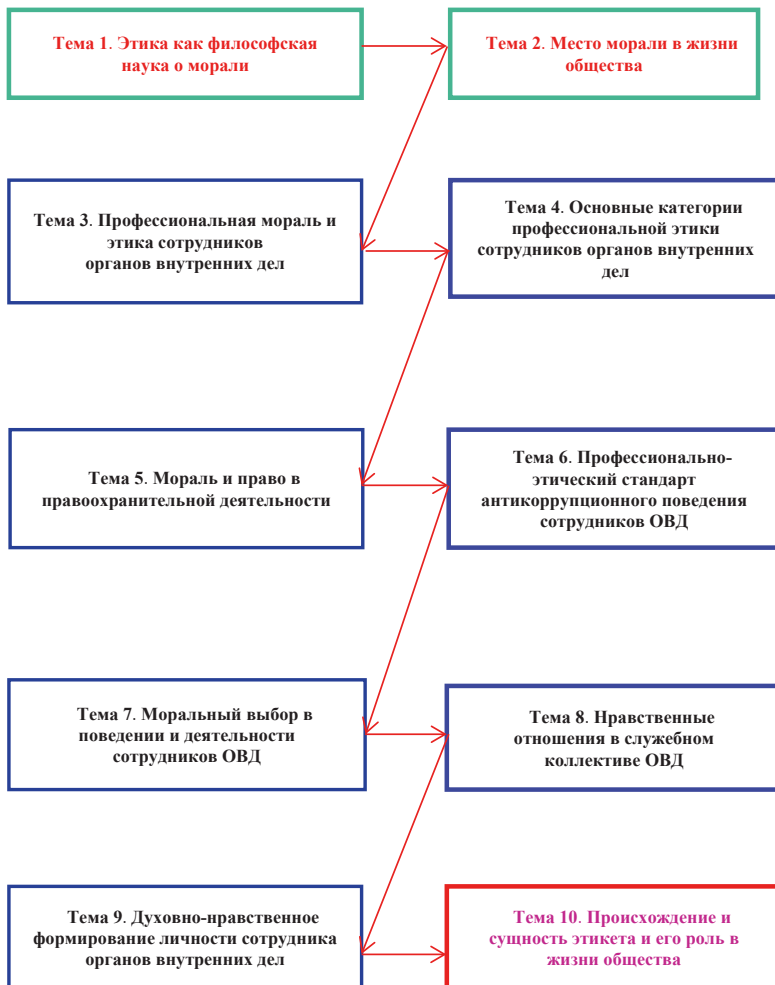 Тема 1. Этика как философская
наука о морали
Тема 2. Место морали в жизни
общества
Тема 3. Профессиональная мораль и
этика сотрудников
органов внутренних дел
Тема 4. Основные категории
профессиональной этики
сотрудников органов внутренних
дел
Тема 5. Мораль и право в
правоохранительной деятельности
Тема 6. Профессионально-
этический стандарт
антикоррупционного поведения
сотрудников ОВД
Тема 7. Моральный выбор в
поведении и деятельности
сотрудников ОВД
Тема 8. Нравственные
отношения в служебном
коллективе ОВД
Тема 9. Духовно-нравственное
формирование личности сотрудника
органов внутренних дел
Тема 10. Происхождение и
сущность этикета и его роль в
жизни общества